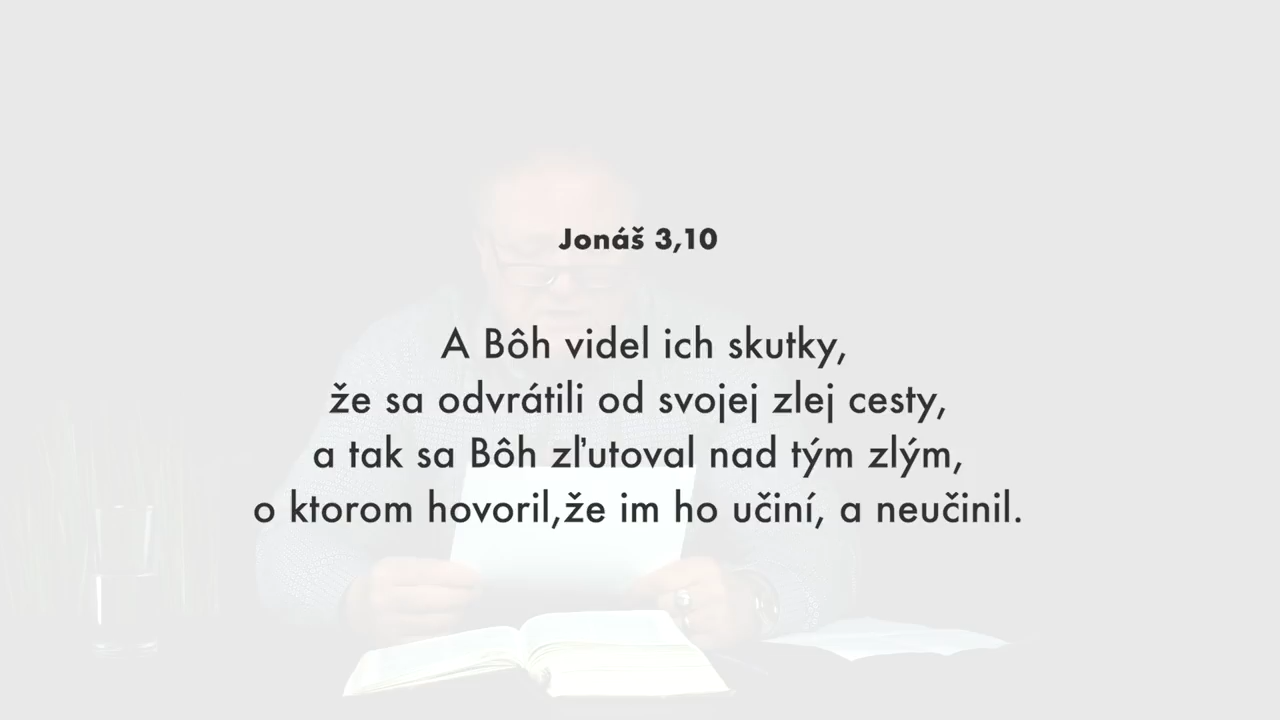 Jonáš 3,10
A Bôh videl ich skutky,
že sa odvrátili od svojej zlej cesty,
a tak sa Bôh zľutoval nad tým zlým,
o ktorom hovoril,že im ho učiní, a neučinil.